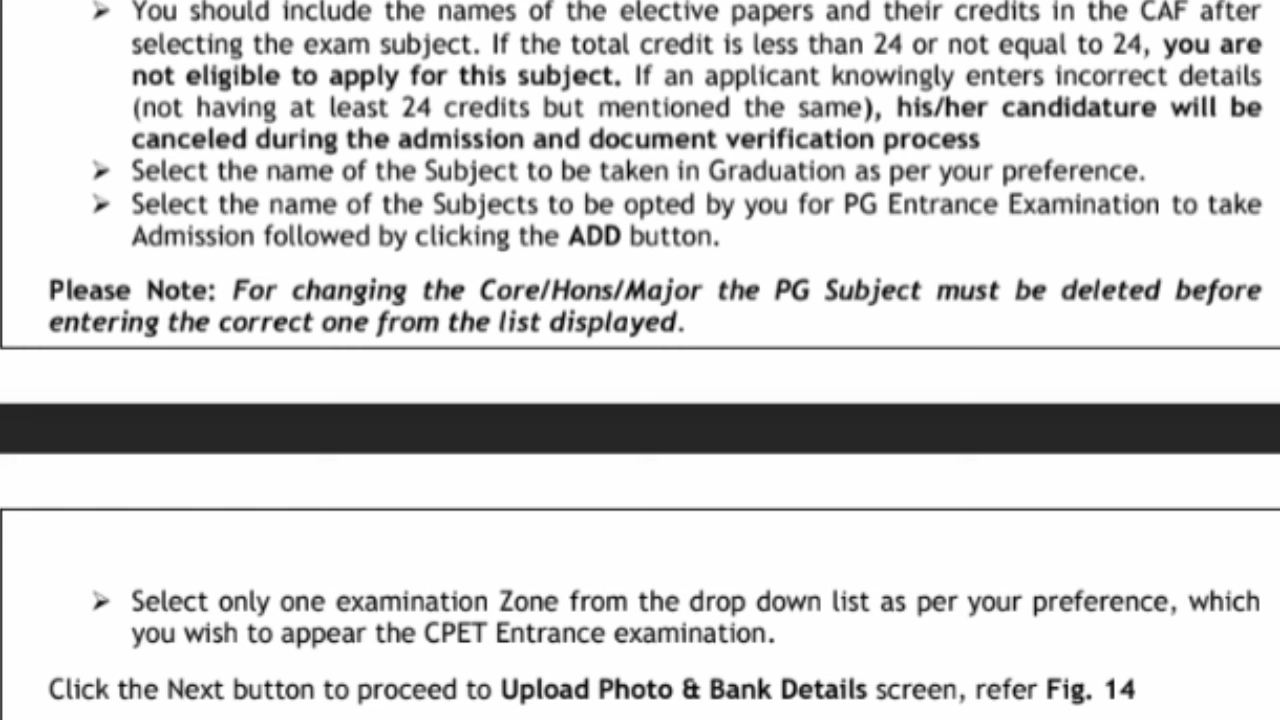 ➤ You should include the names of the elective papers and their credits in the CAF after
selecting the exam subject. If the total credit is less than 24 or not equal to 24, you are
not eligible to apply for this subject. If an applicant knowingly enters incorrect details
(not having at least 24 credits but mentioned the same), his/her candidature will be
canceled during the admission and document verification process
➤ Select the name of the Subject to be taken in Graduation as per your preference.
➤ Select the name of the Subjects to be opted by you for PG Entrance Examination to take
Admission followed by clicking the ADD button.
Please Note: For changing the Core/Hons/Major the PG Subject must be deleted before
entering the correct one from the list displayed.
➤ Select only one examination Zone from the drop down list as per your preference, which
you wish to appear the CPET Entrance examination.
Click the Next button to proceed to Upload Photo & Bank Details screen, refer Fig. 14